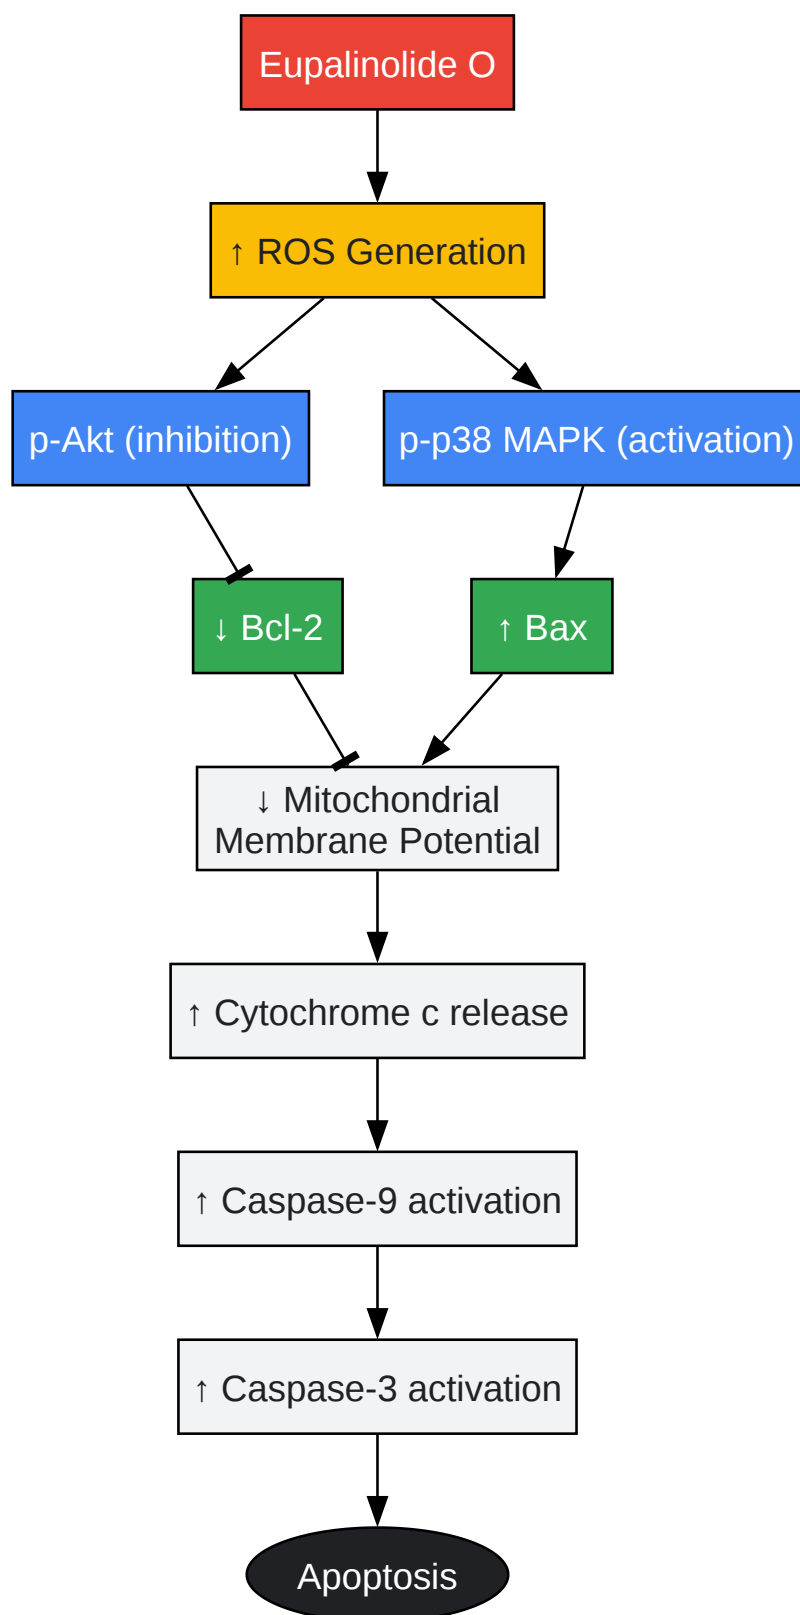 Eupalinolide O
↑ ROS Generation
p-Akt (inhibition)
p-p38 MAPK (activation)
↓ Bcl-2
↑ Bax
↓ Mitochondrial
Membrane Potential
↑ Cytochrome c release
↑ Caspase-9 activation
↑ Caspase-3 activation
Apoptosis